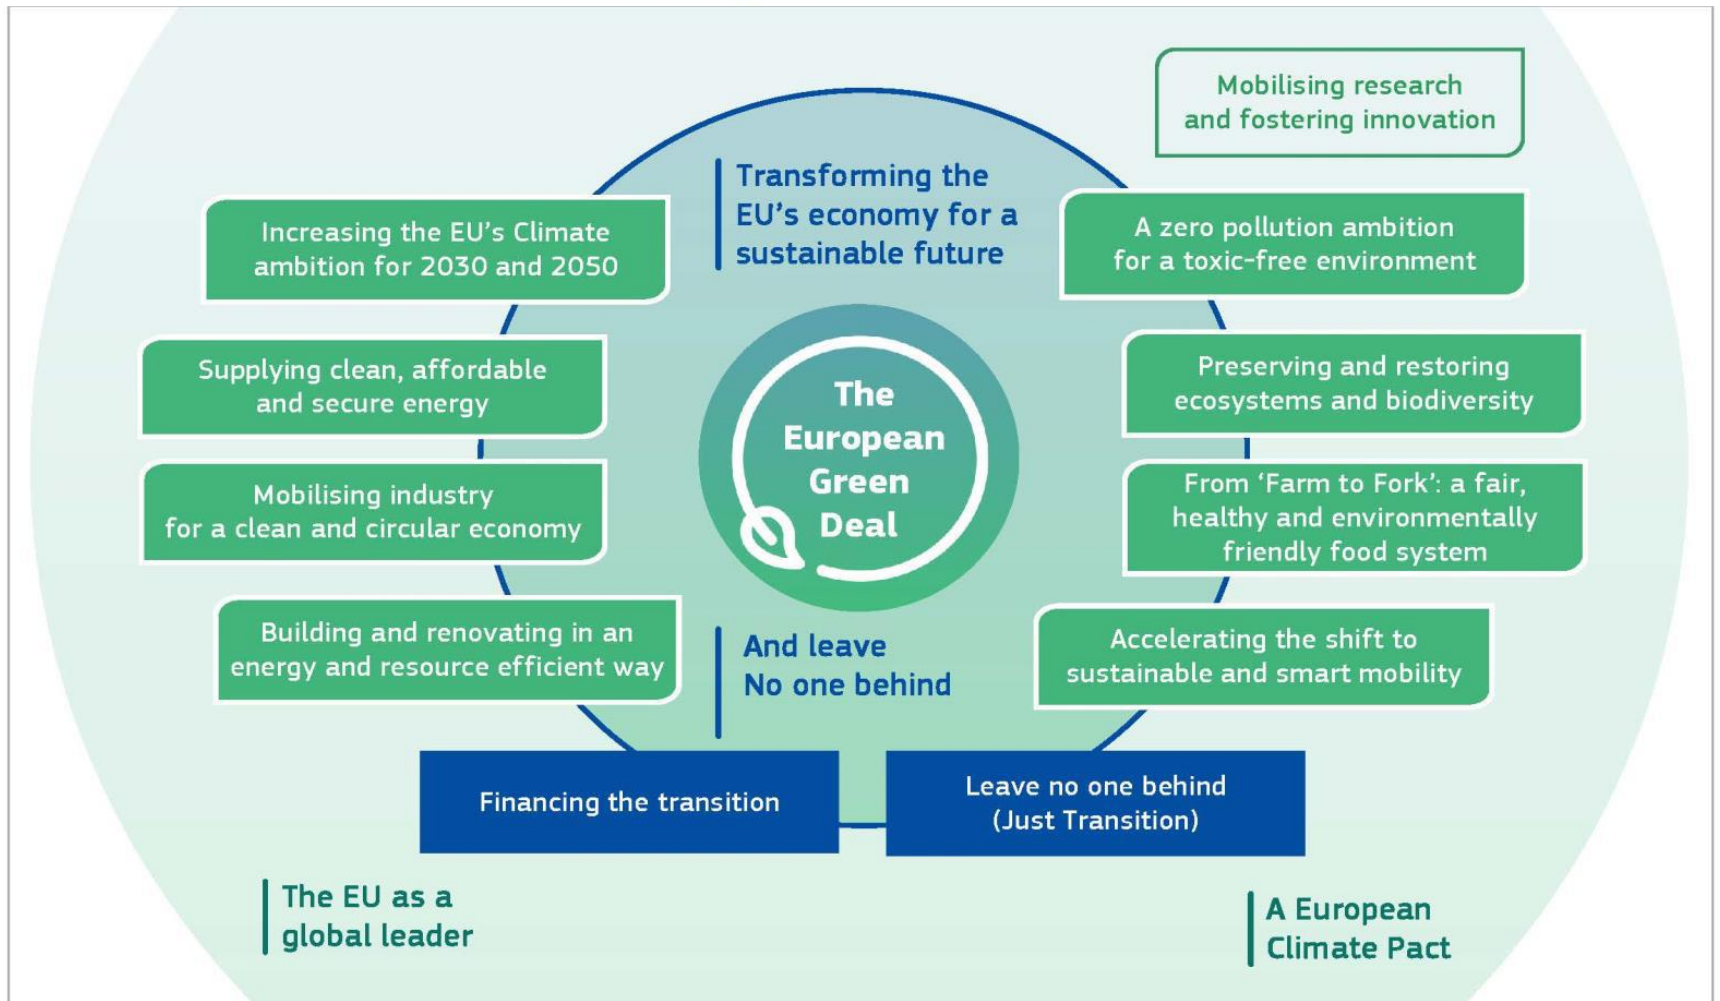 Mobilising research
and fostering innovation
Transforming the
EU's economy for a
sustainable future
Increasing the EU's Climate
ambition for 2030 and 2050
A zero pollution ambition
for a toxic-free environment
Supplying clean, affordable
and secure energy
Preserving and restoring
ecosystems and biodiversity
The
European
Green
Deal
Mobilising industry
for a clean and circular economy
From ‘Farm to Fork’: a fair,
healthy and environmentally
friendly food system
Building and renovating in an
energy and resource efficient way
And leave
No one behind
Accelerating the shift to
sustainable and smart mobility
Financing the transition
Leave no one behind
(Just Transition)
The EU as a
global leader
A European
Climate Pact